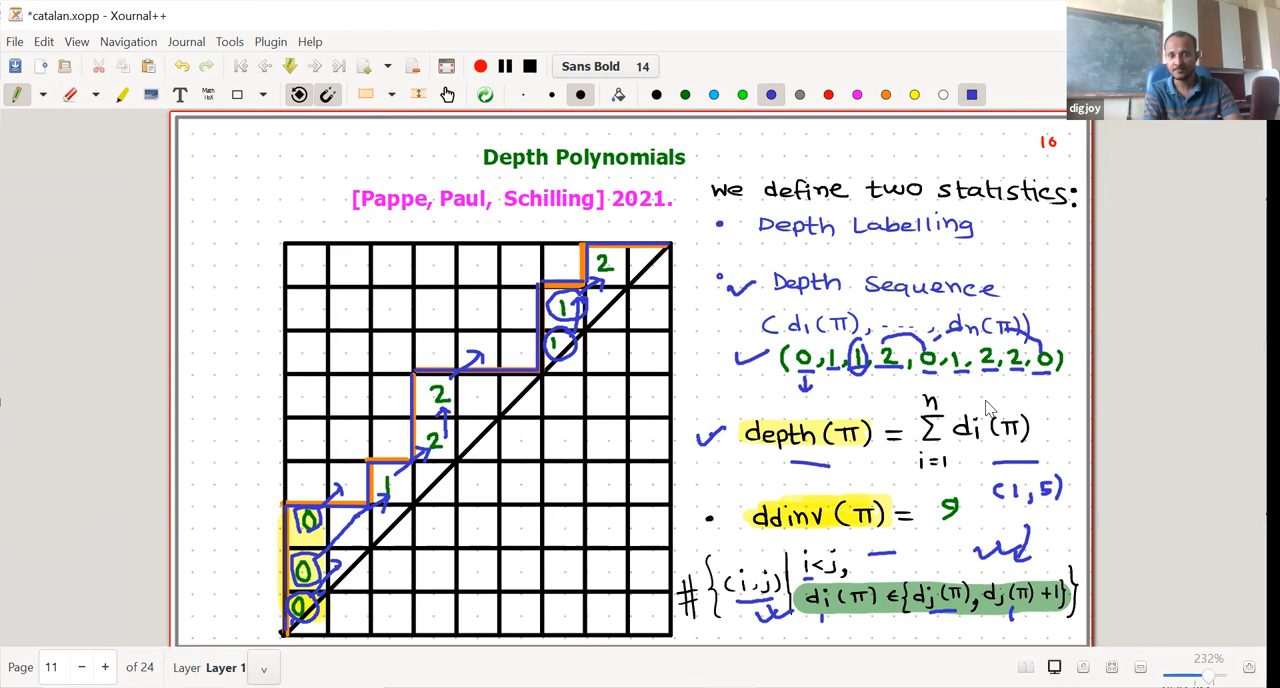 *catalan.xopp - Xournal++
File Edit View Navigation Journal Tools Plugin Help
Sans Bold 14
digjoy
16
Depth Polynomials
[Pappe, Paul, Schilling] 2021.
we define two statistics:
• Depth Labelling
• Depth Sequence
(d₁(π), ..., dₙ(π))
(0,1,1,2,0,1,2,2,0)
depth(π) = Σ dᵢ(π)
n
i=1
(1,5)
• ddinv(π) = 9
#{(i,j) | i<j,
dᵢ(π) ∈ {dⱼ(π), dⱼ(π)+1}}
2
1
1
2
2
1
0
0
0
Page 11 − + of 24 Layer Layer 1
232%